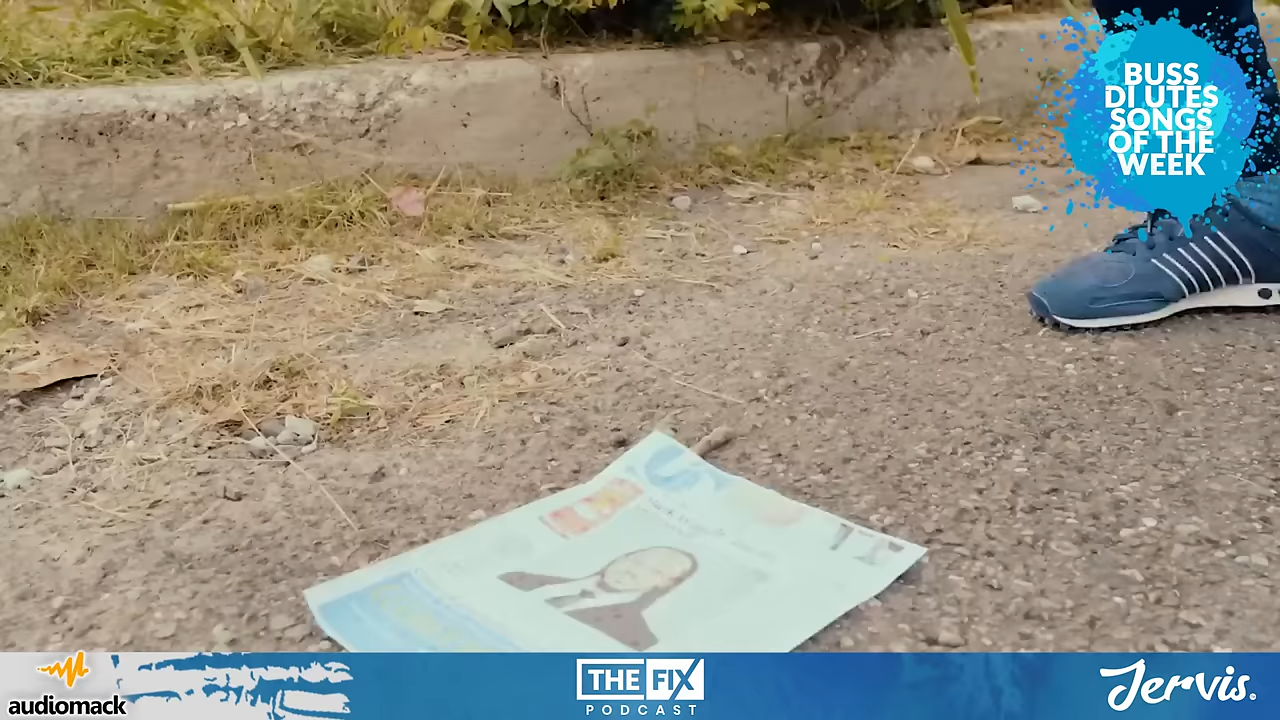 BUSS
DI UTES
SONGS
OF THE
WEEK
audiomack
THE FIX
PODCAST
Jervis.